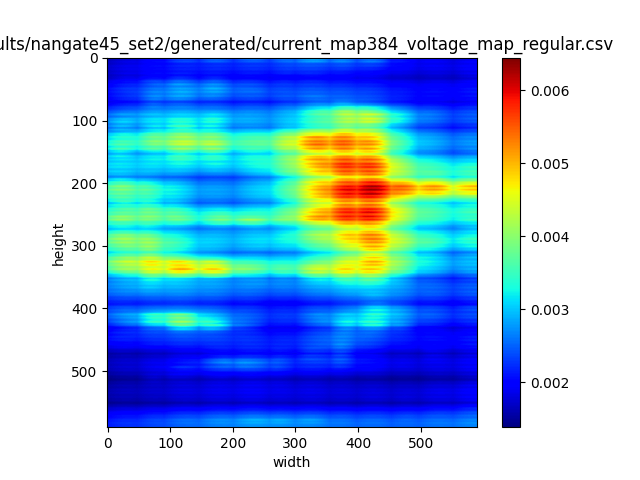 ults/nangate45_set2/generated/current_map384_voltage_map_regular.csv
0
100
200
300
400
500
height
0 100 200 300 400 500
width
0.006
0.005
0.004
0.003
0.002